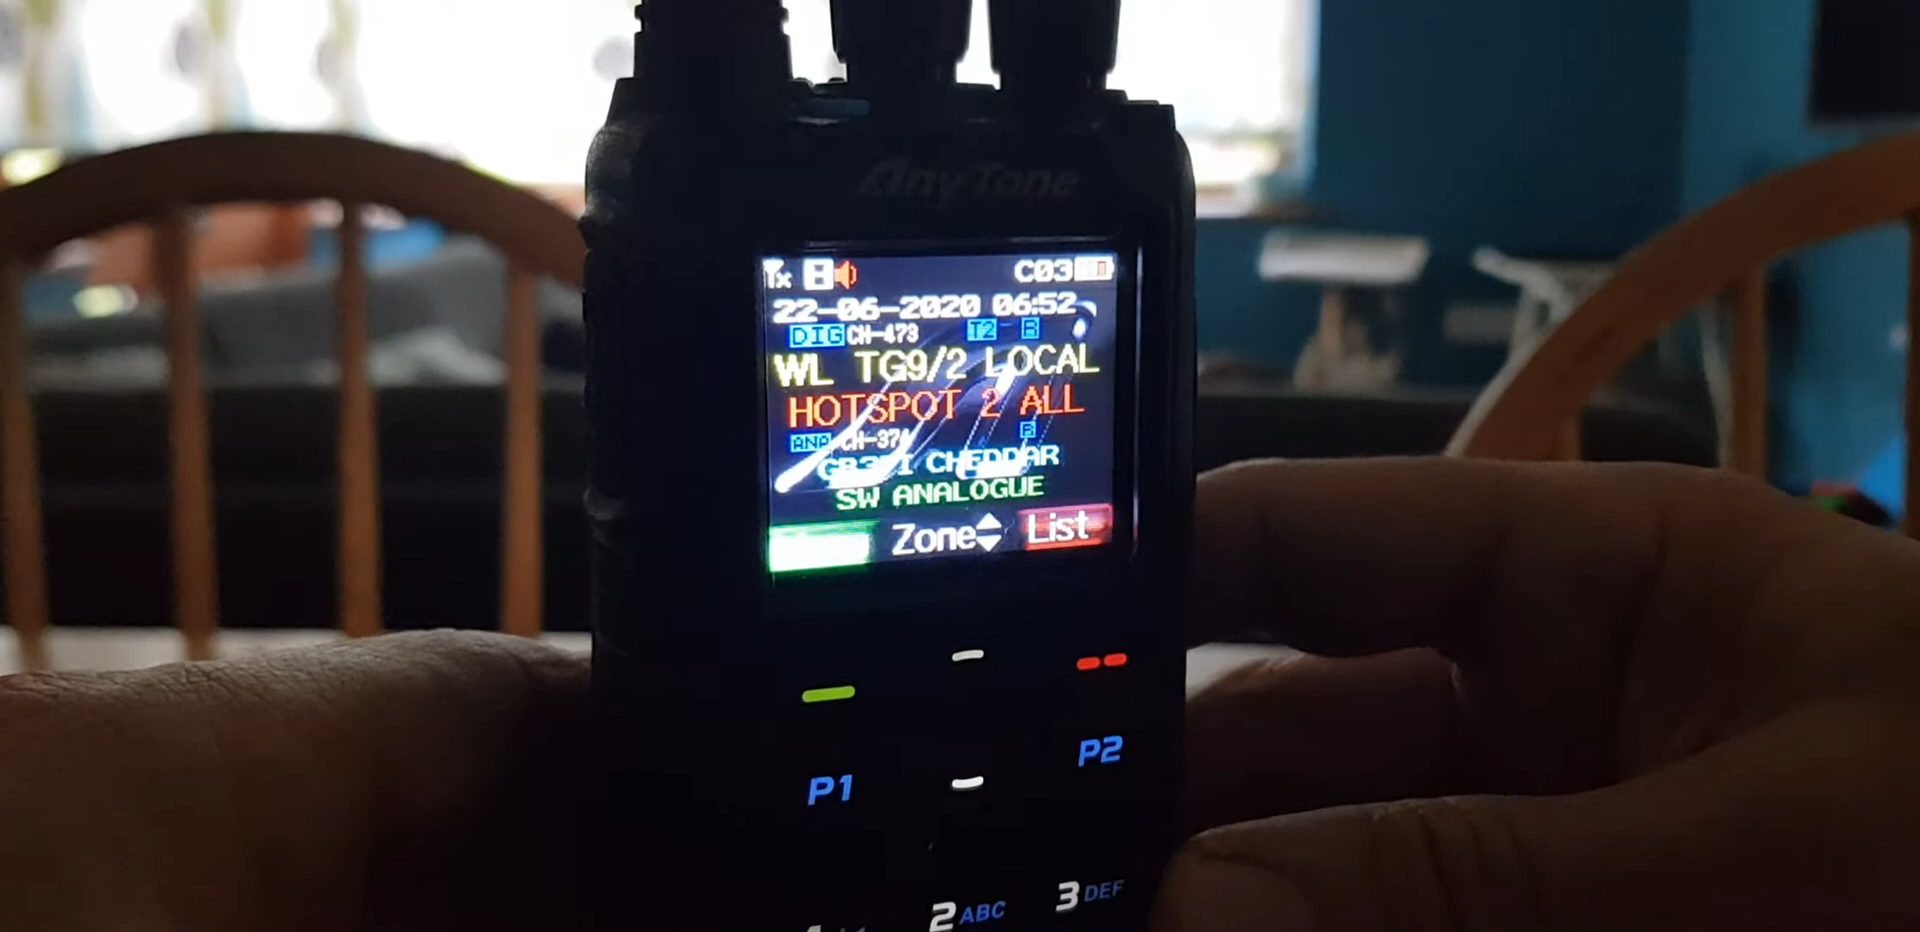 AnyTone
C03
22-06-2020 06:52
DIG CH-473 T2 B
WL TG9/2 LOCAL
HOTSPOT 2 ALL
ANA B
CHEDDAR
SW ANALOGUE
Zone List
P1 P2
2 ABC 3 DEF